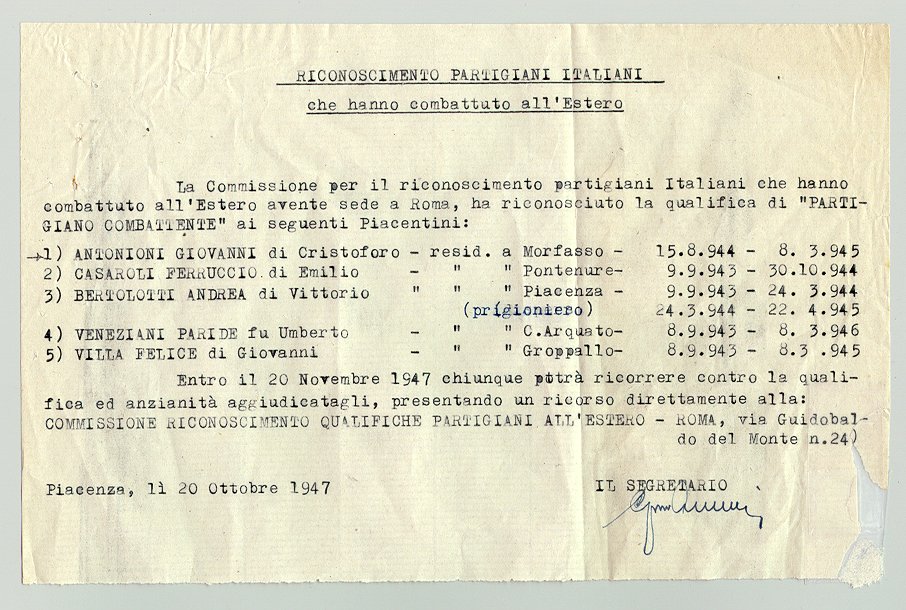 RICONOSCIMENTO PARTIGIANI ITALIANI
che hanno combattuto all'Estero
La Commissione per il riconoscimento partigiani Italiani che hanno
combattuto all'Estero avente sede a Roma, ha riconosciuto la qualifica di "PARTI-
GIANO COMBATTENTE" ai seguenti Piacentini:
1) ANTONIONI GIOVANNI di Cristoforo - resid. a Morfasso - 15.8.944 - 8. 3.945
2) CASAROLI FERRUCCIO di Emilio - " " Pontenure- 9.9.943 - 30.10.944
3) BERTOLOTTI ANDREA di Vittorio " " " Piacenza - 9.9.943 - 24. 3.944
(prigioniero) 24.3.944 - 22. 4.945
4) VENEZIANI PARIDE fu Umberto - " " C.Arquato- 8.9.943 - 8. 3.946
5) VILLA FELICE di Giovanni - " " Groppallo- 8.9.943 - 8.3 .945
Entro il 20 Novembre 1947 chiunque potrà ricorrere contro la quali-
fica ed anzianità aggiudicatagli, presentando un ricorso direttamente alla:
COMMISSIONE RICONOSCIMENTO QUALIFICHE PARTIGIANI ALL'ESTERO - ROMA, via Guidobal-
do del Monte n.24)
Piacenza, lì 20 Ottobre 1947
IL SEGRETARIO